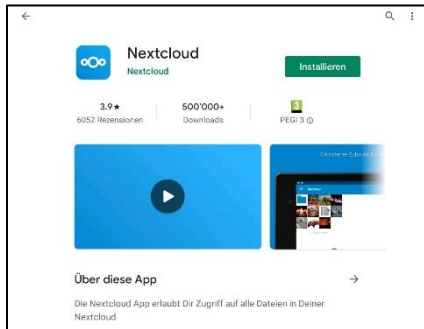 Nextcloud
Nextcloud
Installieren
3.9★
6052 Rezensionen
500'000+
Downloads
3
PEGI 3
Über diese App
Die Nextcloud App erlaubt Dir Zugriff auf alle Dateien in Deiner
Nextcloud